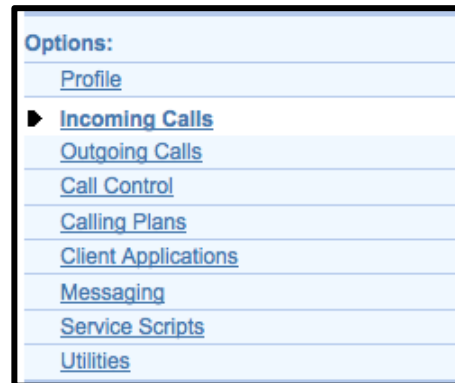 Options:
Profile
Incoming Calls
Outgoing Calls
Call Control
Calling Plans
Client Applications
Messaging
Service Scripts
Utilities